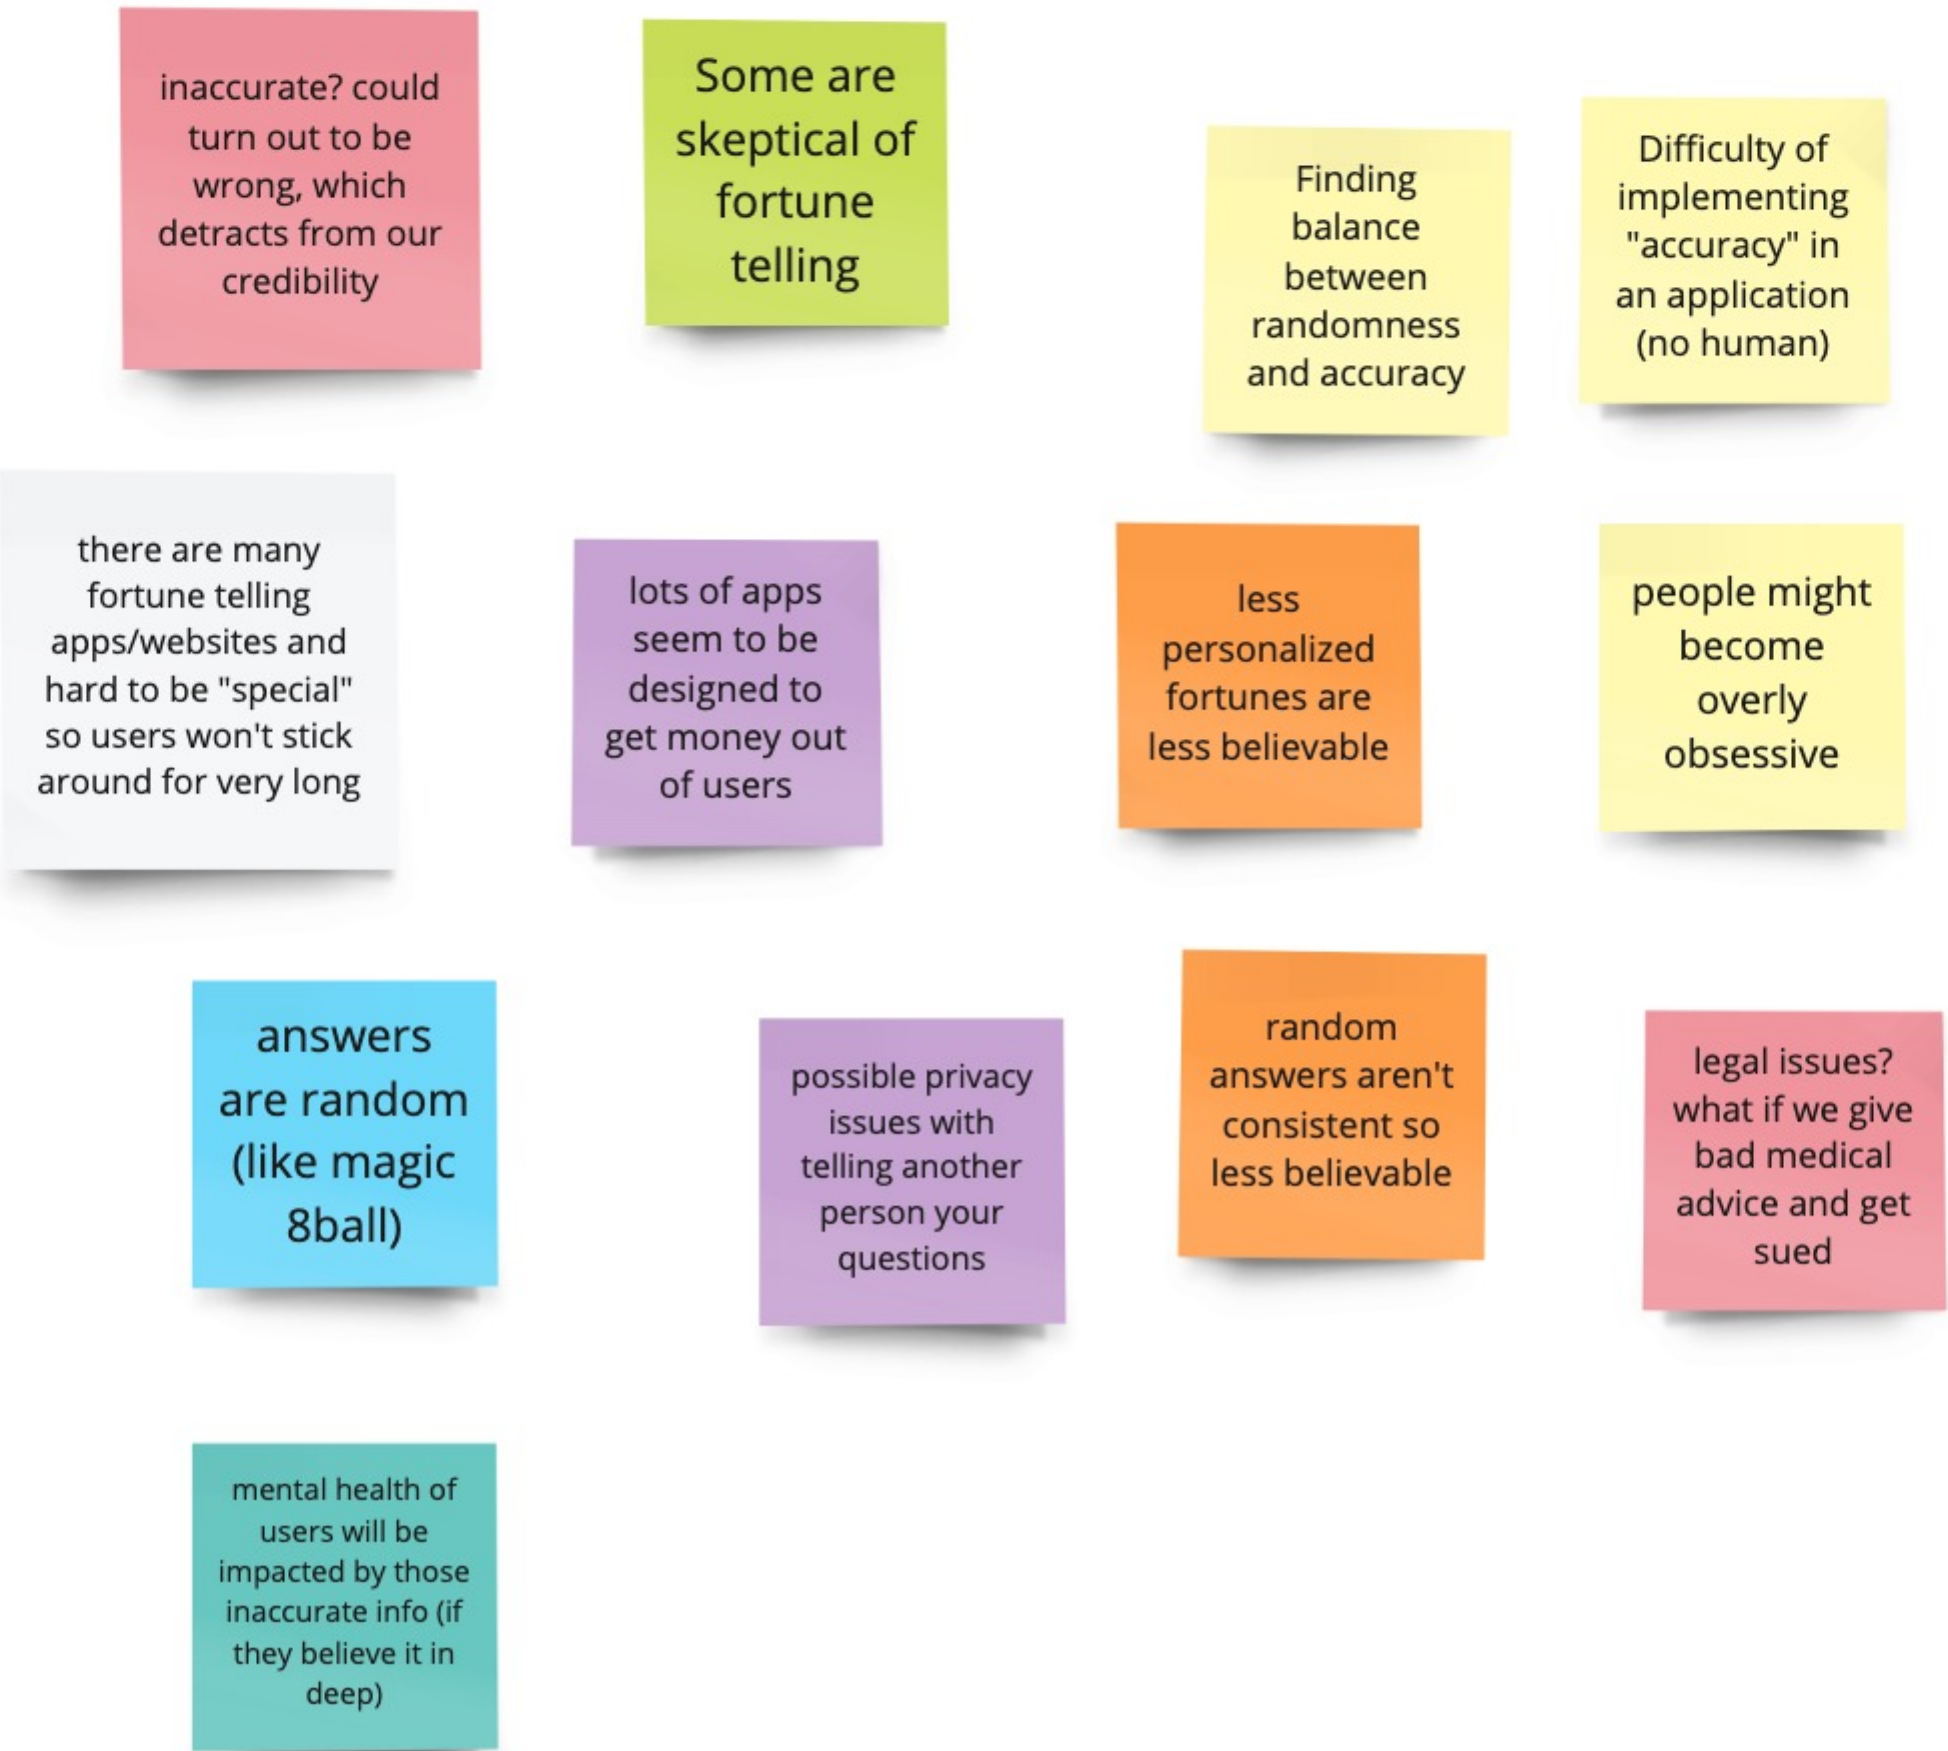 inaccurate? could
turn out to be
wrong, which
detracts from our
credibility
Some are
skeptical of
fortune
telling
Finding
balance
between
randomness
and accuracy
Difficulty of
implementing
"accuracy" in
an application
(no human)
there are many
fortune telling
apps/websites and
hard to be "special"
so users won't stick
around for very long
lots of apps
seem to be
designed to
get money out
of users
less
personalized
fortunes are
less believable
people might
become
overly
obsessive
answers
are random
(like magic
8ball)
possible privacy
issues with
telling another
person your
questions
random
answers aren't
consistent so
less believable
legal issues?
what if we give
bad medical
advice and get
sued
mental health of
users will be
impacted by those
inaccurate info (if
they believe it in
deep)